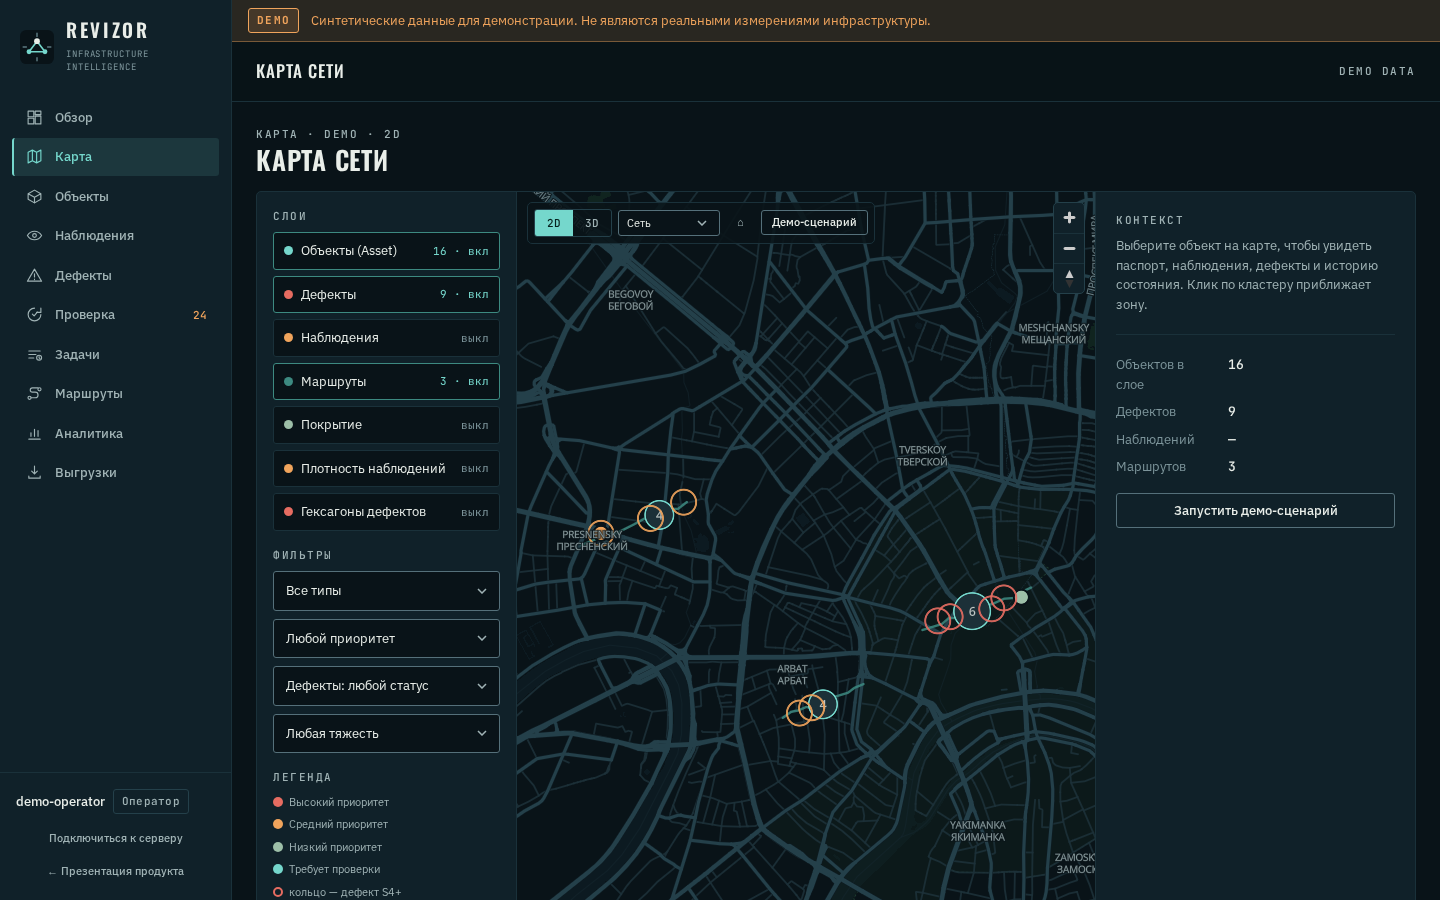 REVIZOR
INFRASTRUCTURE
INTELLIGENCE
Обзор
Карта
Объекты
Наблюдения
Дефекты
Проверка 24
Задачи
Маршруты
Аналитика
Выгрузки
demo-operator Оператор
Подключиться к серверу
← Презентация продукта
DEMO Синтетические данные для демонстрации. Не являются реальными измерениями инфраструктуры.
КАРТА СЕТИ
DEMO DATA
КАРТА · DEMO · 2D
КАРТА СЕТИ
СЛОИ
Объекты (Asset) 16 · вкл
Дефекты 9 · вкл
Наблюдения выкл
Маршруты 3 · вкл
Покрытие выкл
Плотность наблюдений выкл
Гексагоны дефектов выкл
ФИЛЬТРЫ
Все типы
Любой приоритет
Дефекты: любой статус
Любая тяжесть
ЛЕГЕНДА
Высокий приоритет
Средний приоритет
Низкий приоритет
Требует проверки
кольцо — дефект S4+
2D 3D Сеть ⌂ Демо-сценарий
BEGOVOY
БЕГОВОЙ
MESHCHANSKY
МЕЩАНСКИЙ
TVERSKOY
ТВЕРСКОЙ
4
PRESNENSKY
ПРЕСНЕНСКИЙ
6
ARBAT
АРБАТ
4
YAKIMANKA
ЯКИМАНКА
КОНТЕКСТ
Выберите объект на карте, чтобы увидеть
паспорт, наблюдения, дефекты и историю
состояния. Клик по кластеру приближает
зону.
Объектов в
слое 16
Дефектов 9
Наблюдений —
Маршрутов 3
Запустить демо-сценарий